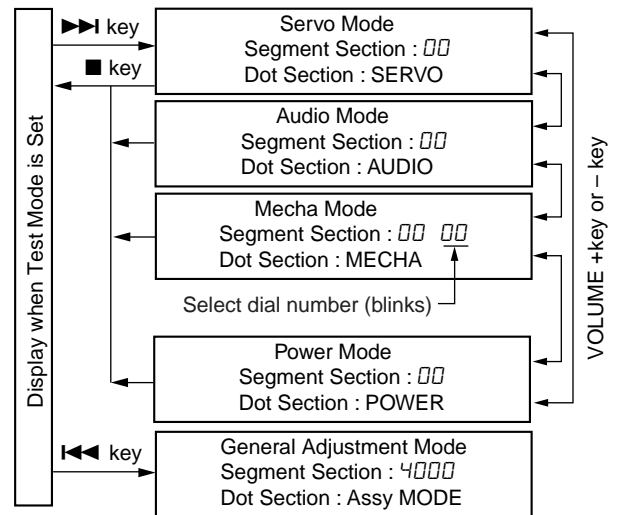 ▶▶I key
■ key
Display when Test Mode is Set
Servo Mode
Segment Section : 00
Dot Section : SERVO
Audio Mode
Segment Section : 00
Dot Section : AUDIO
Mecha Mode
Segment Section : 00 00
Dot Section : MECHA
Select dial number (blinks)
Power Mode
Segment Section : 00
Dot Section : POWER
VOLUME +key or – key
I◀◀ key
General Adjustment Mode
Segment Section : 4000
Dot Section : Assy MODE